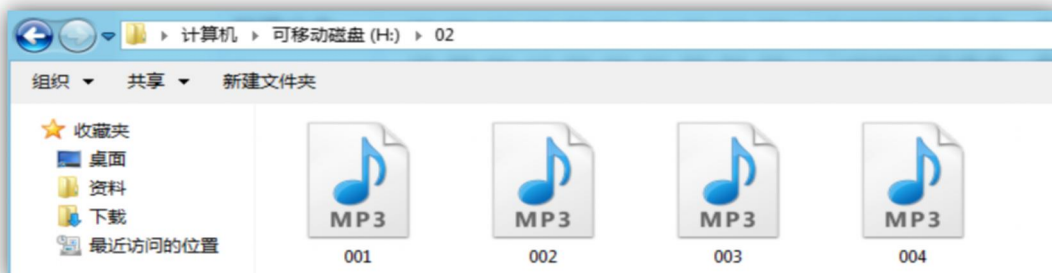 计算机 可移动磁盘 (H:) 02
组织 共享 新建文件夹
收藏夹
桌面
资料
下载
最近访问的位置
MP3 MP3 MP3 MP3
001 002 003 004